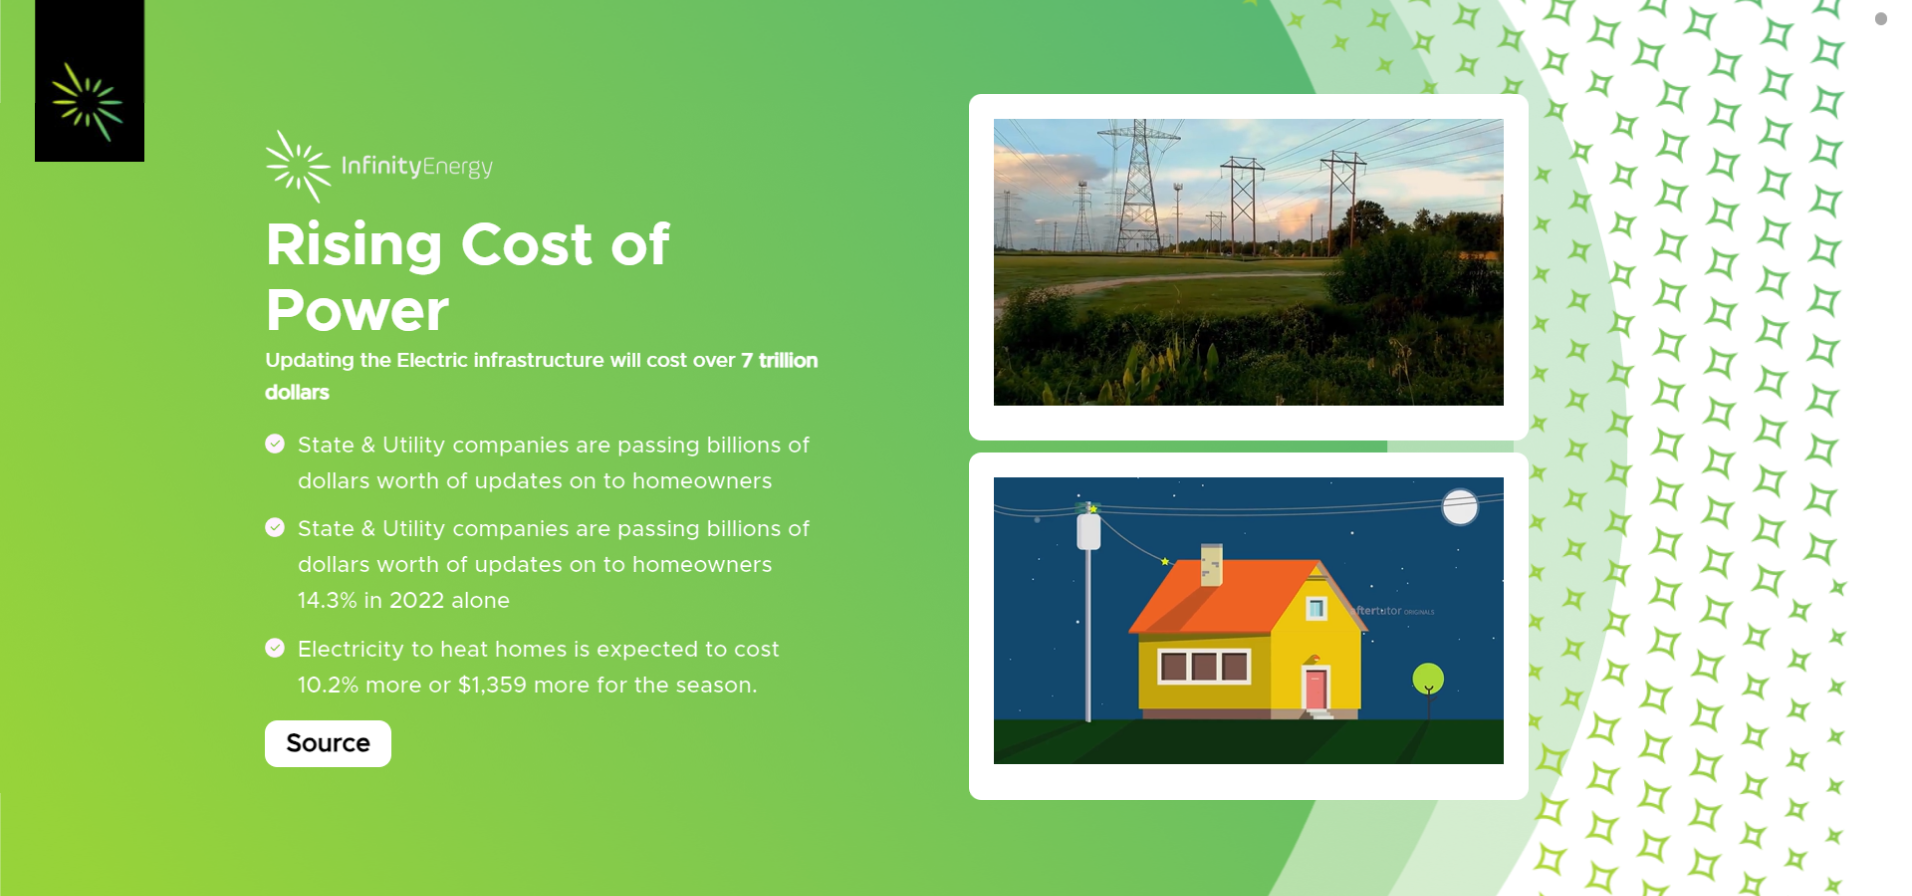 InfinityEnergy
Rising Cost of
Power
Updating the Electric infrastructure will cost over 7 trillion
dollars
State & Utility companies are passing billions of
dollars worth of updates on to homeowners
State & Utility companies are passing billions of
dollars worth of updates on to homeowners
14.3% in 2022 alone
Electricity to heat homes is expected to cost
10.2% more or $1,359 more for the season.
Source
aftertutor ORIGINALS